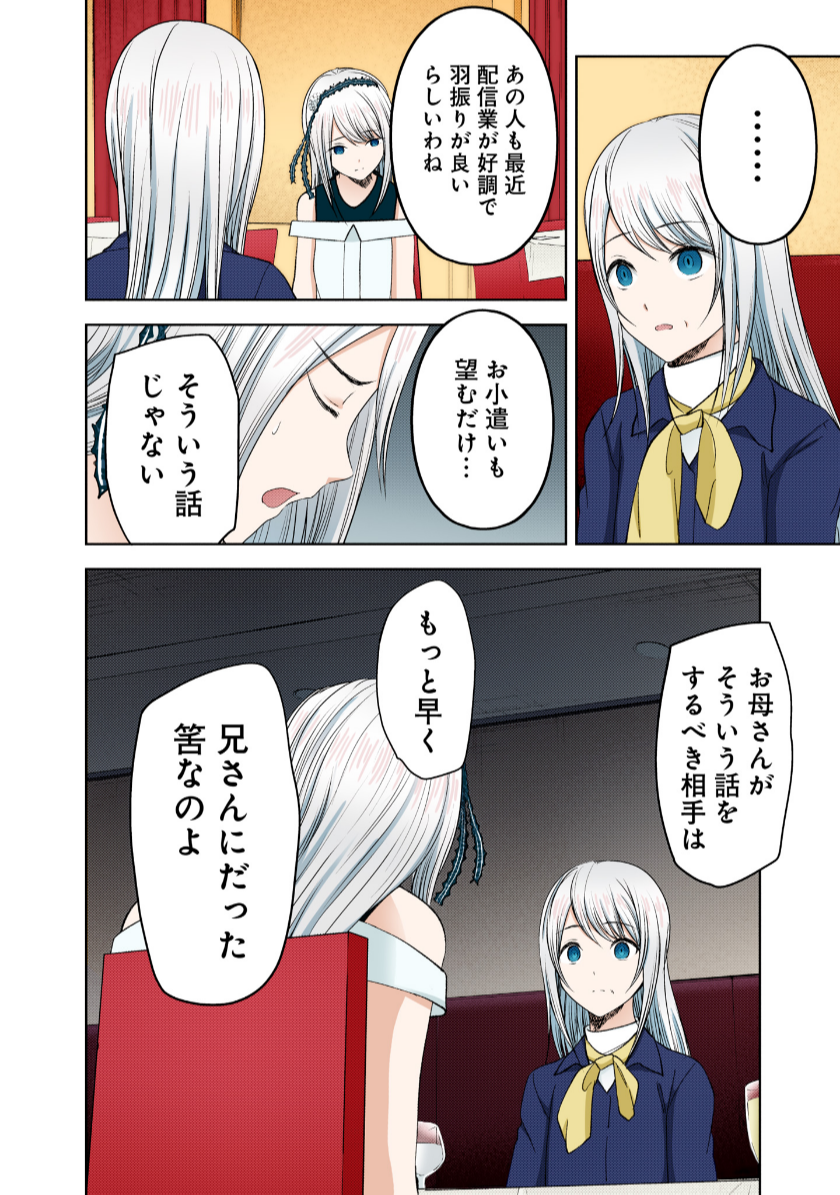 ……
あの人も最近
配信業が好調で
羽振りが良い
らしいわね
お小遣いも
望むだけ…
そういう話
じゃない
お母さんが
そういう話を
するべき相手は
もっと早く
兄さんにだった
筈なのよ